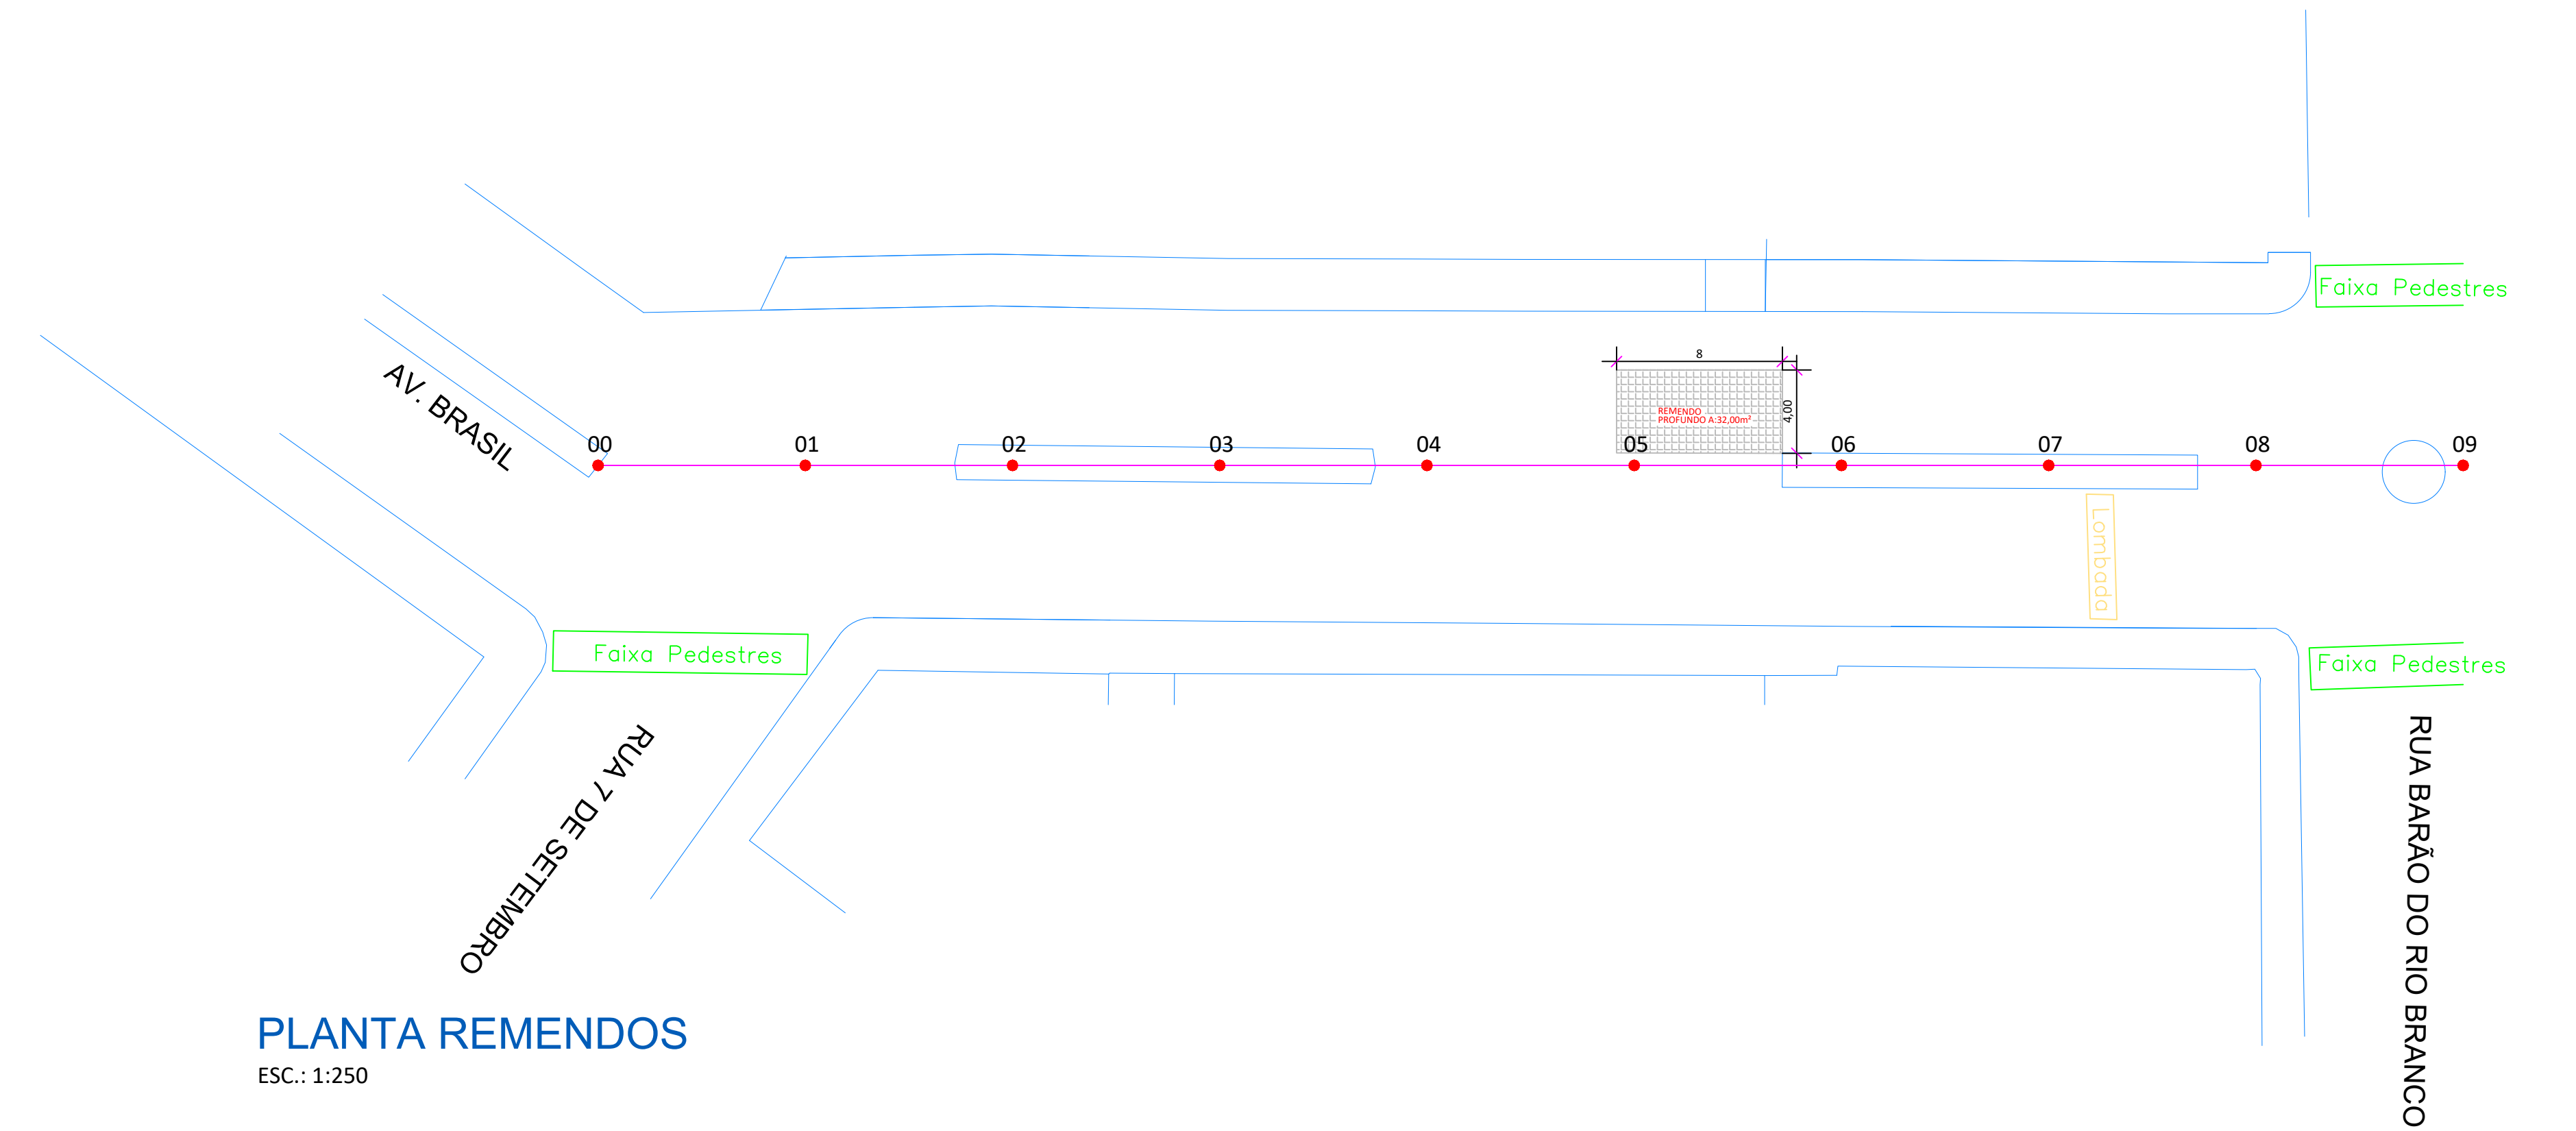 Faixa Pedestres
8
AV. BRASIL
REMENDO
PROFUNDO A:32,00m²
4,00
00
01
02
03
04
05
06
07
08
09
Lombada
Faixa Pedestres
Faixa Pedestres
RUA 7 DE SETEMBRO
RUA BARÃO DO RIO BRANCO
PLANTA REMENDOS
ESC.: 1:250